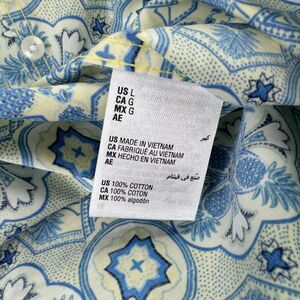 US L
CA G
MX G
AE كبير
US MADE IN VIETNAM
CA FABRIQUÉ AU VIETNAM
MX HECHO EN VIETNAM
AE صنع في فيتنام
US 100% COTTON
CA 100% COTON
MX 100% algodón